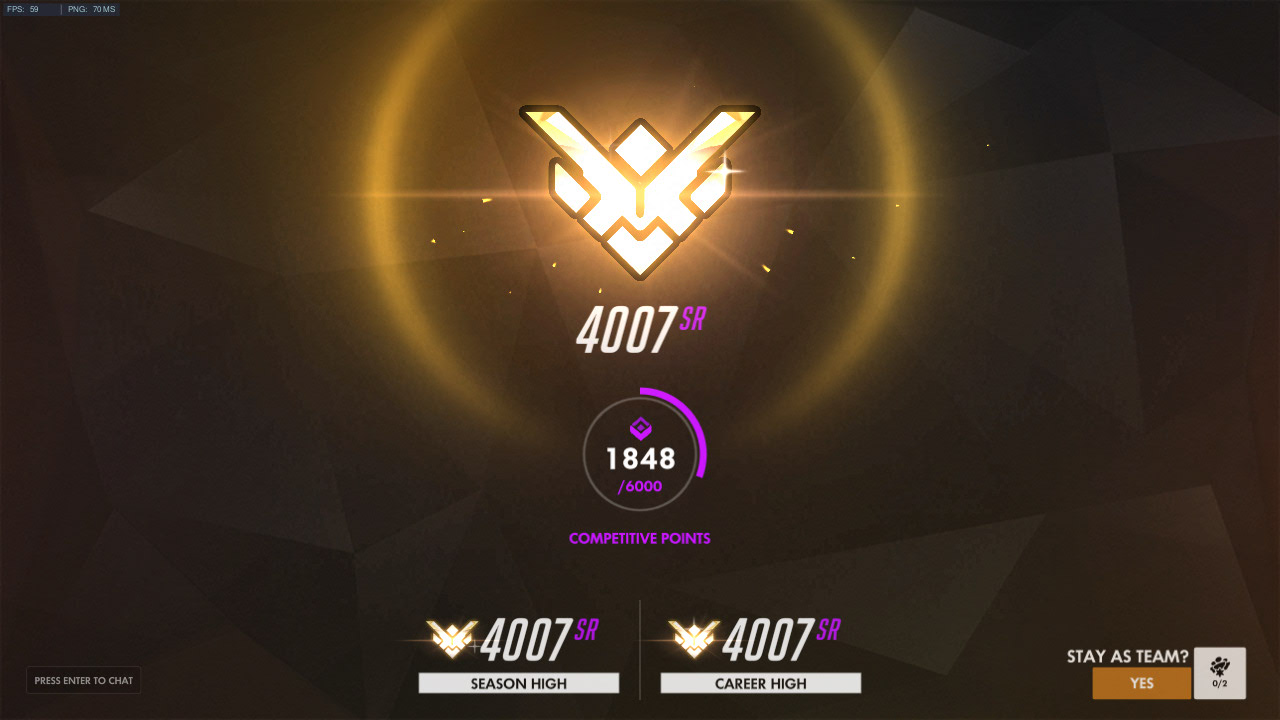 FPS: 59 | PNG: 70 MS
4007 SR
1848
/6000
COMPETITIVE POINTS
4007 SR
SEASON HIGH
4007 SR
CAREER HIGH
STAY AS TEAM?
YES
0/2
PRESS ENTER TO CHAT